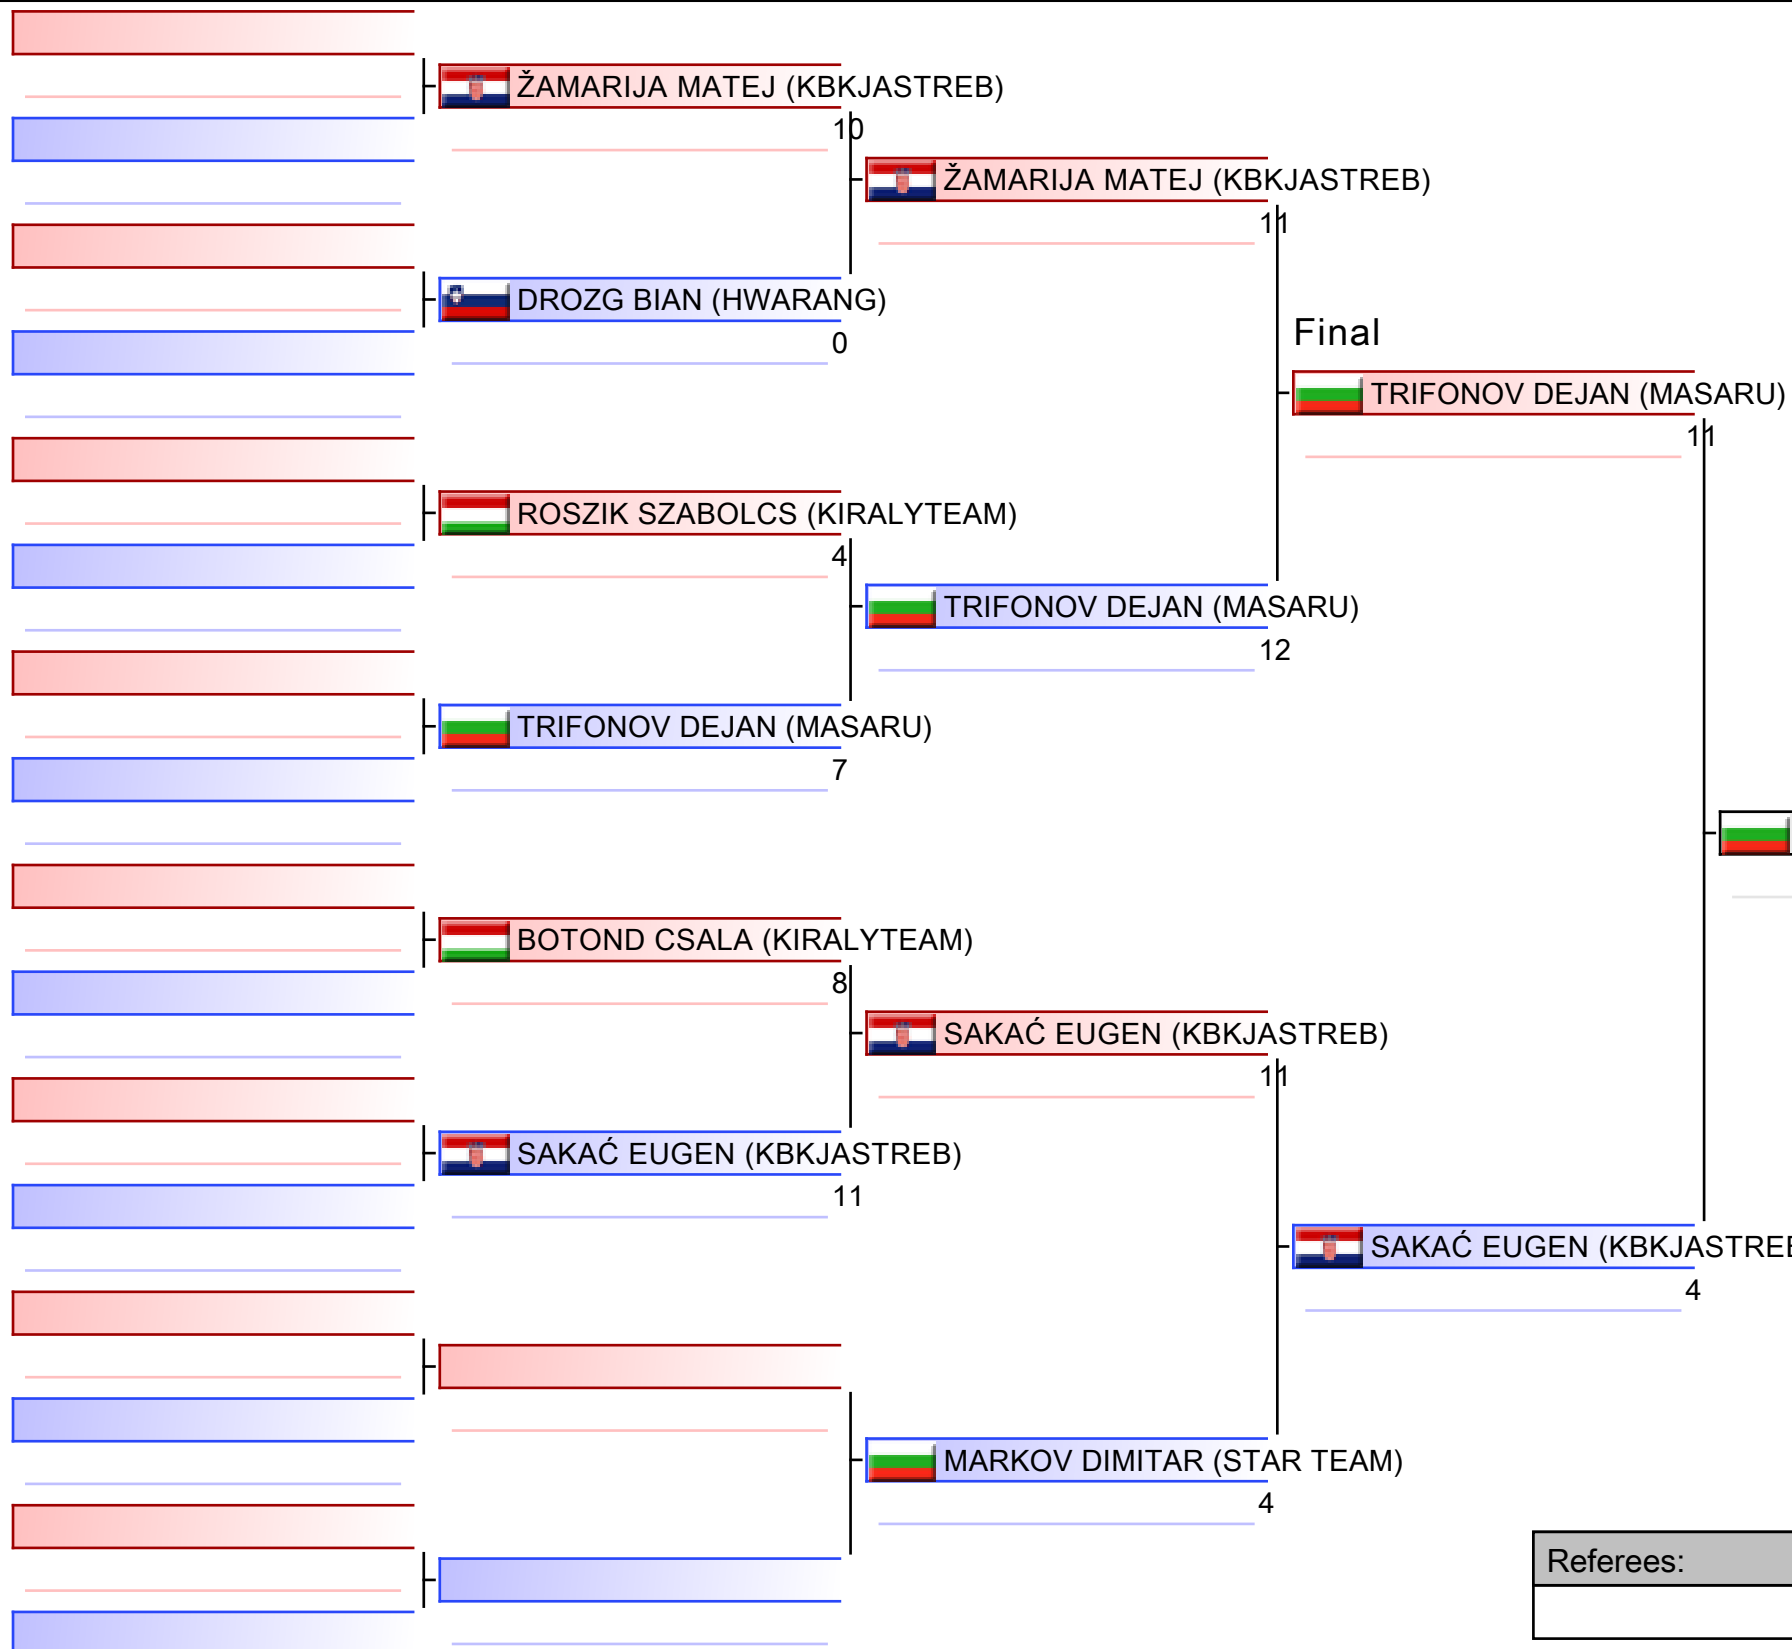 ŽAMARIJA MATEJ (KBKJASTREB)
10
ŽAMARIJA MATEJ (KBKJASTREB)
11
DROZG BIAN (HWARANG)
0
Final
TRIFONOV DEJAN (MASARU)
11
ROSZIK SZABOLCS (KIRALYTEAM)
4
TRIFONOV DEJAN (MASARU)
12
TRIFONOV DEJAN (MASARU)
7
BOTOND CSALA (KIRALYTEAM)
8
SAKAĆ EUGEN (KBKJASTREB)
11
SAKAĆ EUGEN (KBKJASTREB)
11
SAKAĆ EUGEN (KBKJASTREB
4
MARKOV DIMITAR (STAR TEAM)
4
Referees: